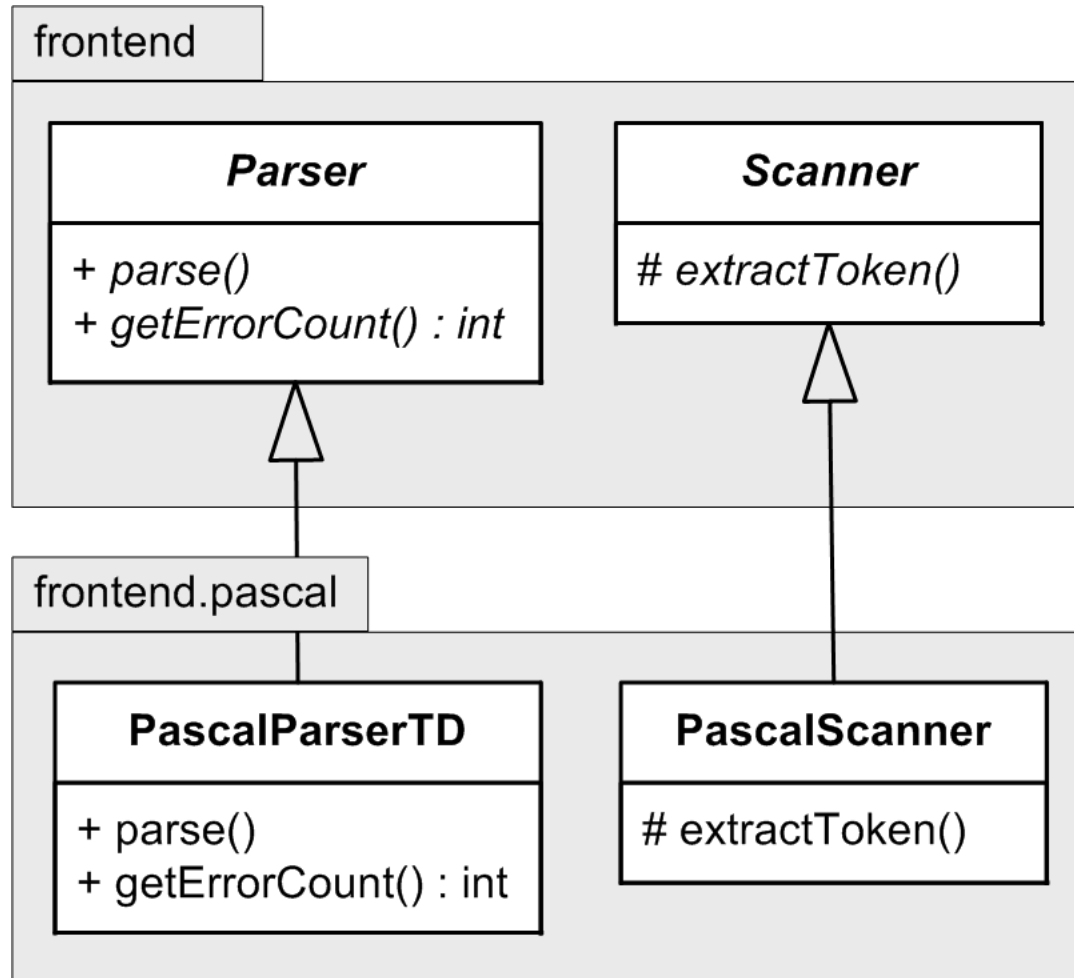 frontend
Parser
+ parse()
+ getErrorCount() : int
Scanner
# extractToken()
frontend.pascal
PascalParserTD
+ parse()
+ getErrorCount() : int
PascalScanner
# extractToken()